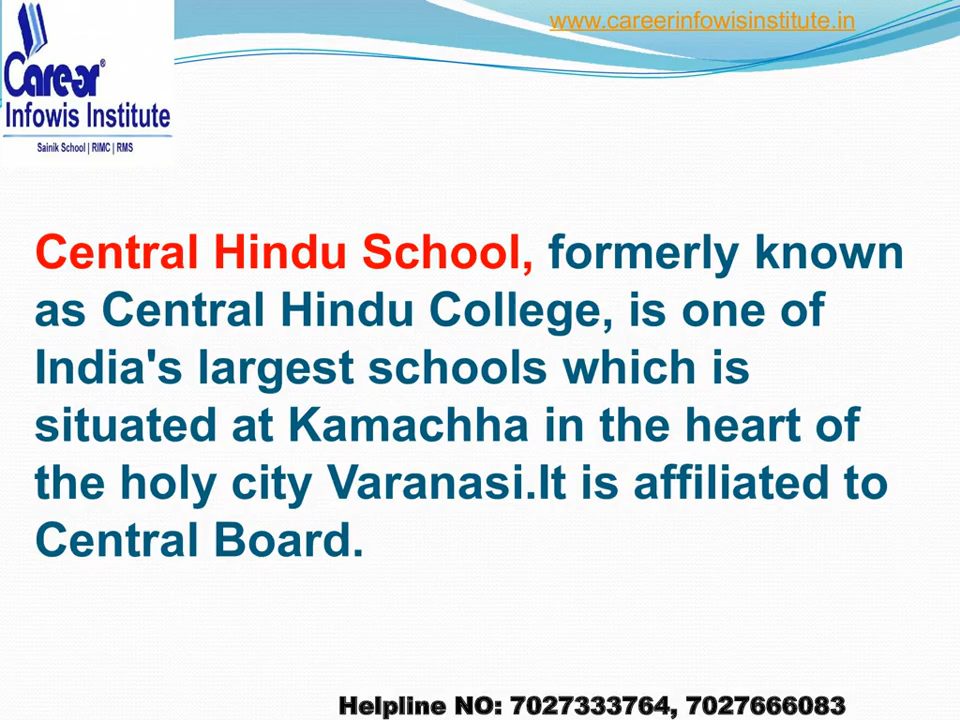 www.careerinfowisinstitute.in
Career®
Infowis Institute
Sainik School | RIMC | RMS
Central Hindu School, formerly known
as Central Hindu College, is one of
India's largest schools which is
situated at Kamachha in the heart of
the holy city Varanasi.It is affiliated to
Central Board.
Helpline NO: 7027333764, 7027666083